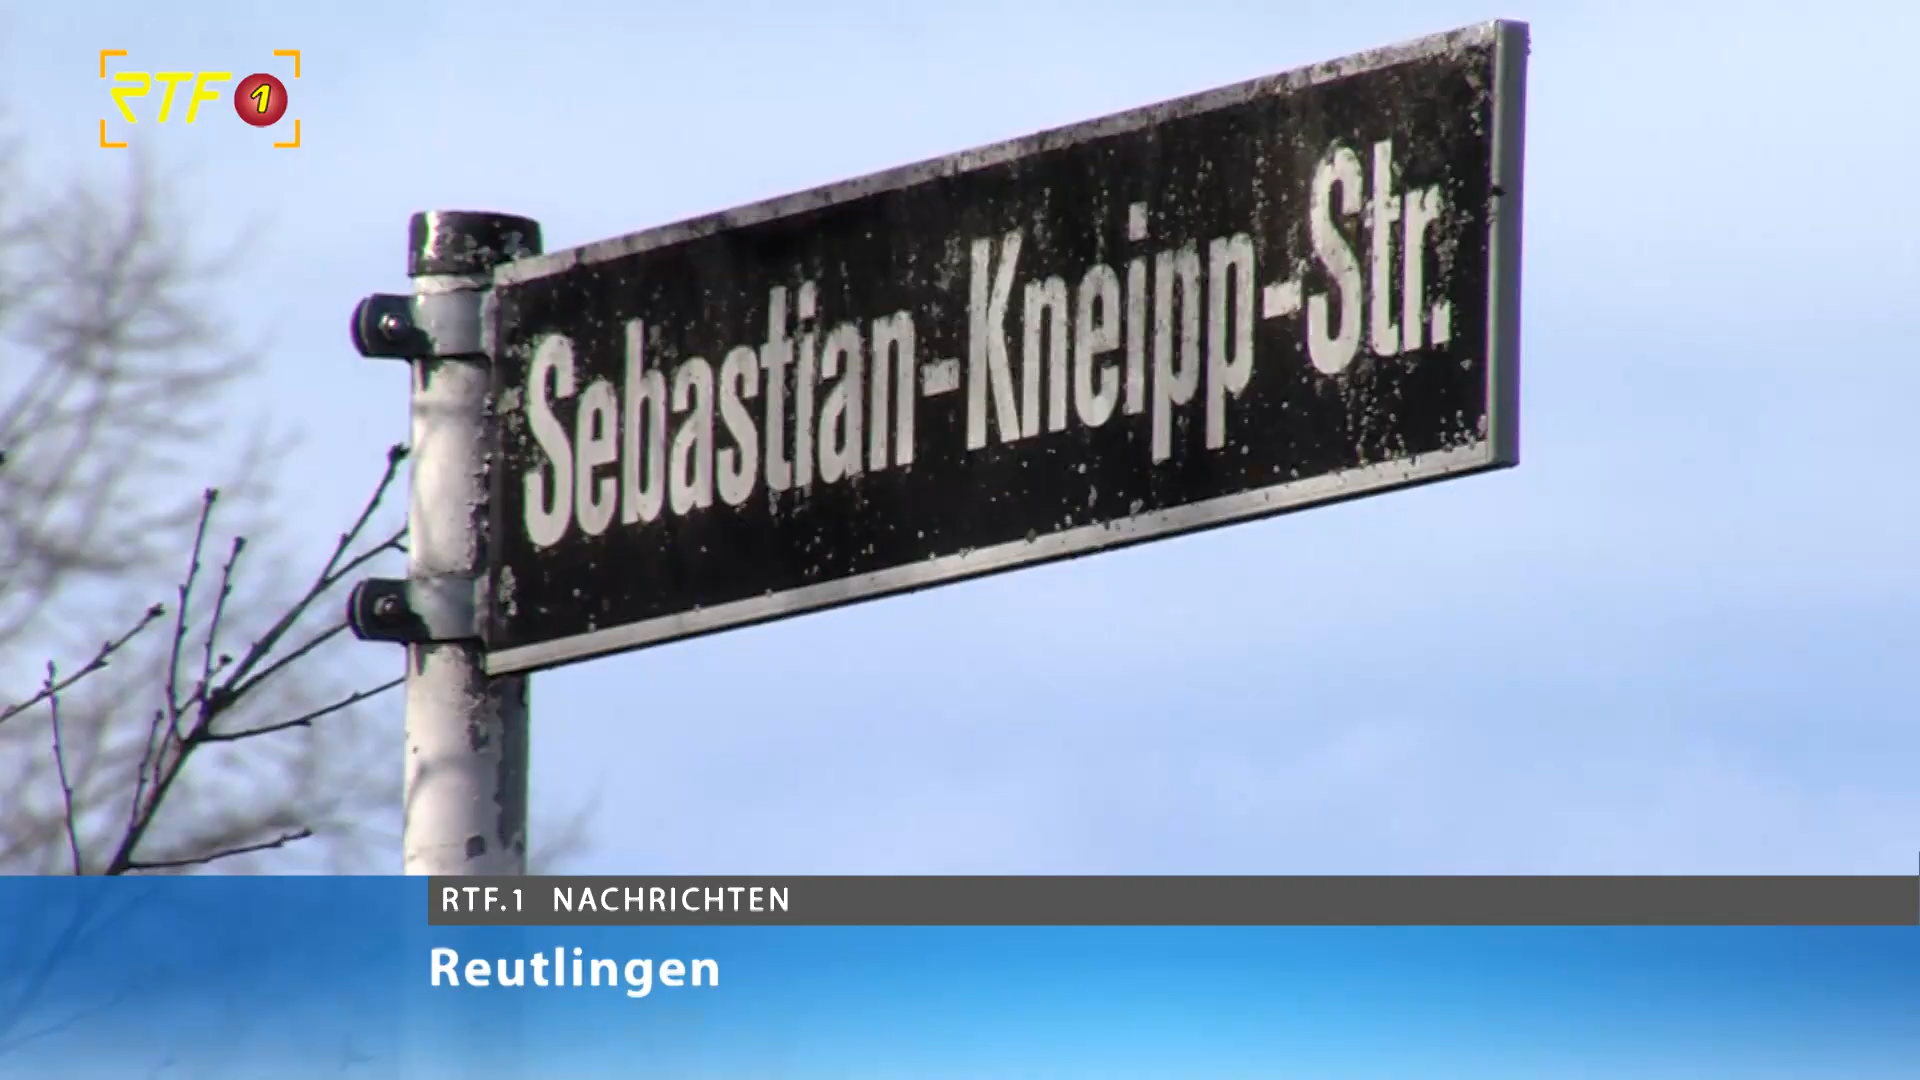 RTF 1
Sebastian-Kneipp-Str.
RTF.1 NACHRICHTEN
Reutlingen